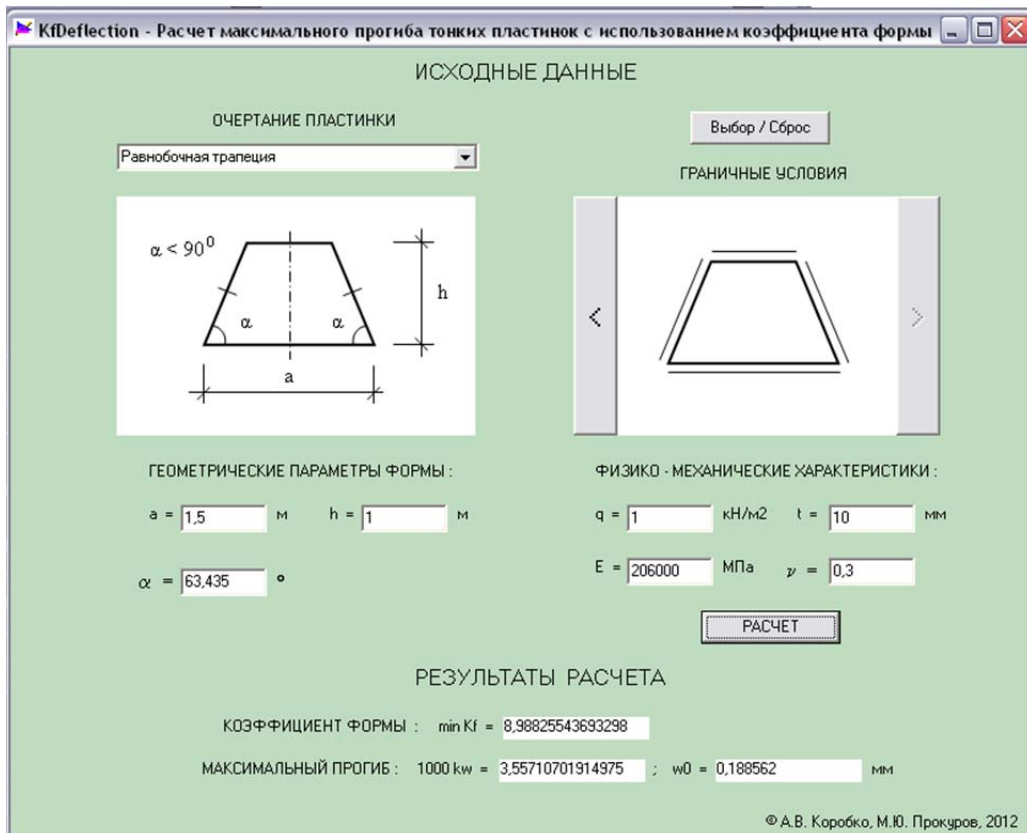 KfDeflection - Расчет максимального прогиба тонких пластинок с использованием коэффициента формы
ИСХОДНЫЕ ДАННЫЕ
ОЧЕРТАНИЕ ПЛАСТИНКИ
Выбор / Сброс
Равнобочная трапеция
ГРАНИЧНЫЕ УСЛОВИЯ
α < 90⁰
h
α α
a
< >
ГЕОМЕТРИЧЕСКИЕ ПАРАМЕТРЫ ФОРМЫ :
ФИЗИКО - МЕХАНИЧЕСКИЕ ХАРАКТЕРИСТИКИ :
a = 1,5 м h = 1 м
q = 1 кН/м2 t = 10 мм
α = 63,435 °
E = 206000 МПа ν = 0,3
РАСЧЕТ
РЕЗУЛЬТАТЫ РАСЧЕТА
КОЭФФИЦИЕНТ ФОРМЫ : min Kf = 8,98825543693298
МАКСИМАЛЬНЫЙ ПРОГИБ : 1000 kw = 3,55710701914975 ; w0 = 0,188562 мм
© А.В. Коробко, М.Ю. Прокуров, 2012